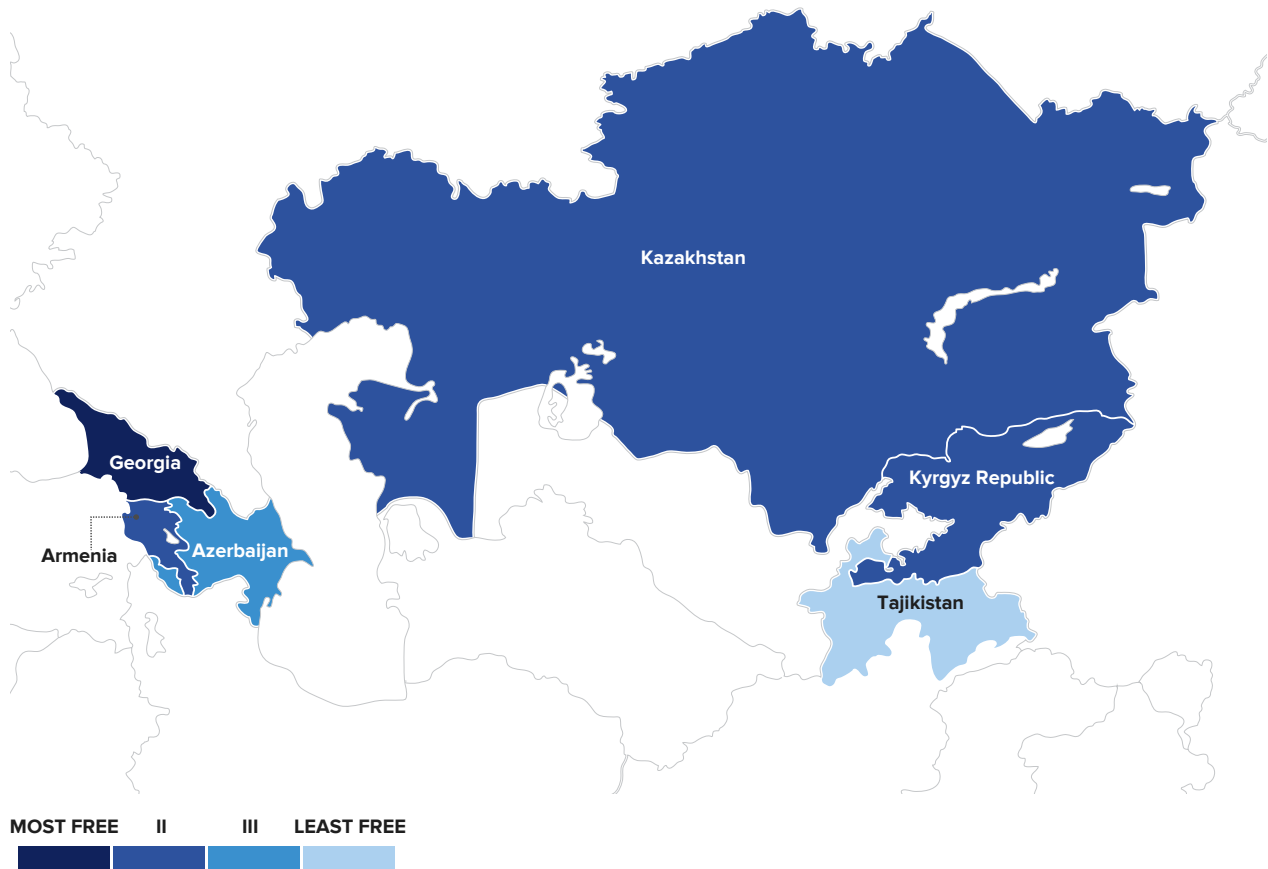 Kazakhstan
Georgia
Kyrgyz Republic
Armenia
Azerbaijan
Tajikistan
MOST FREE II III LEAST FREE